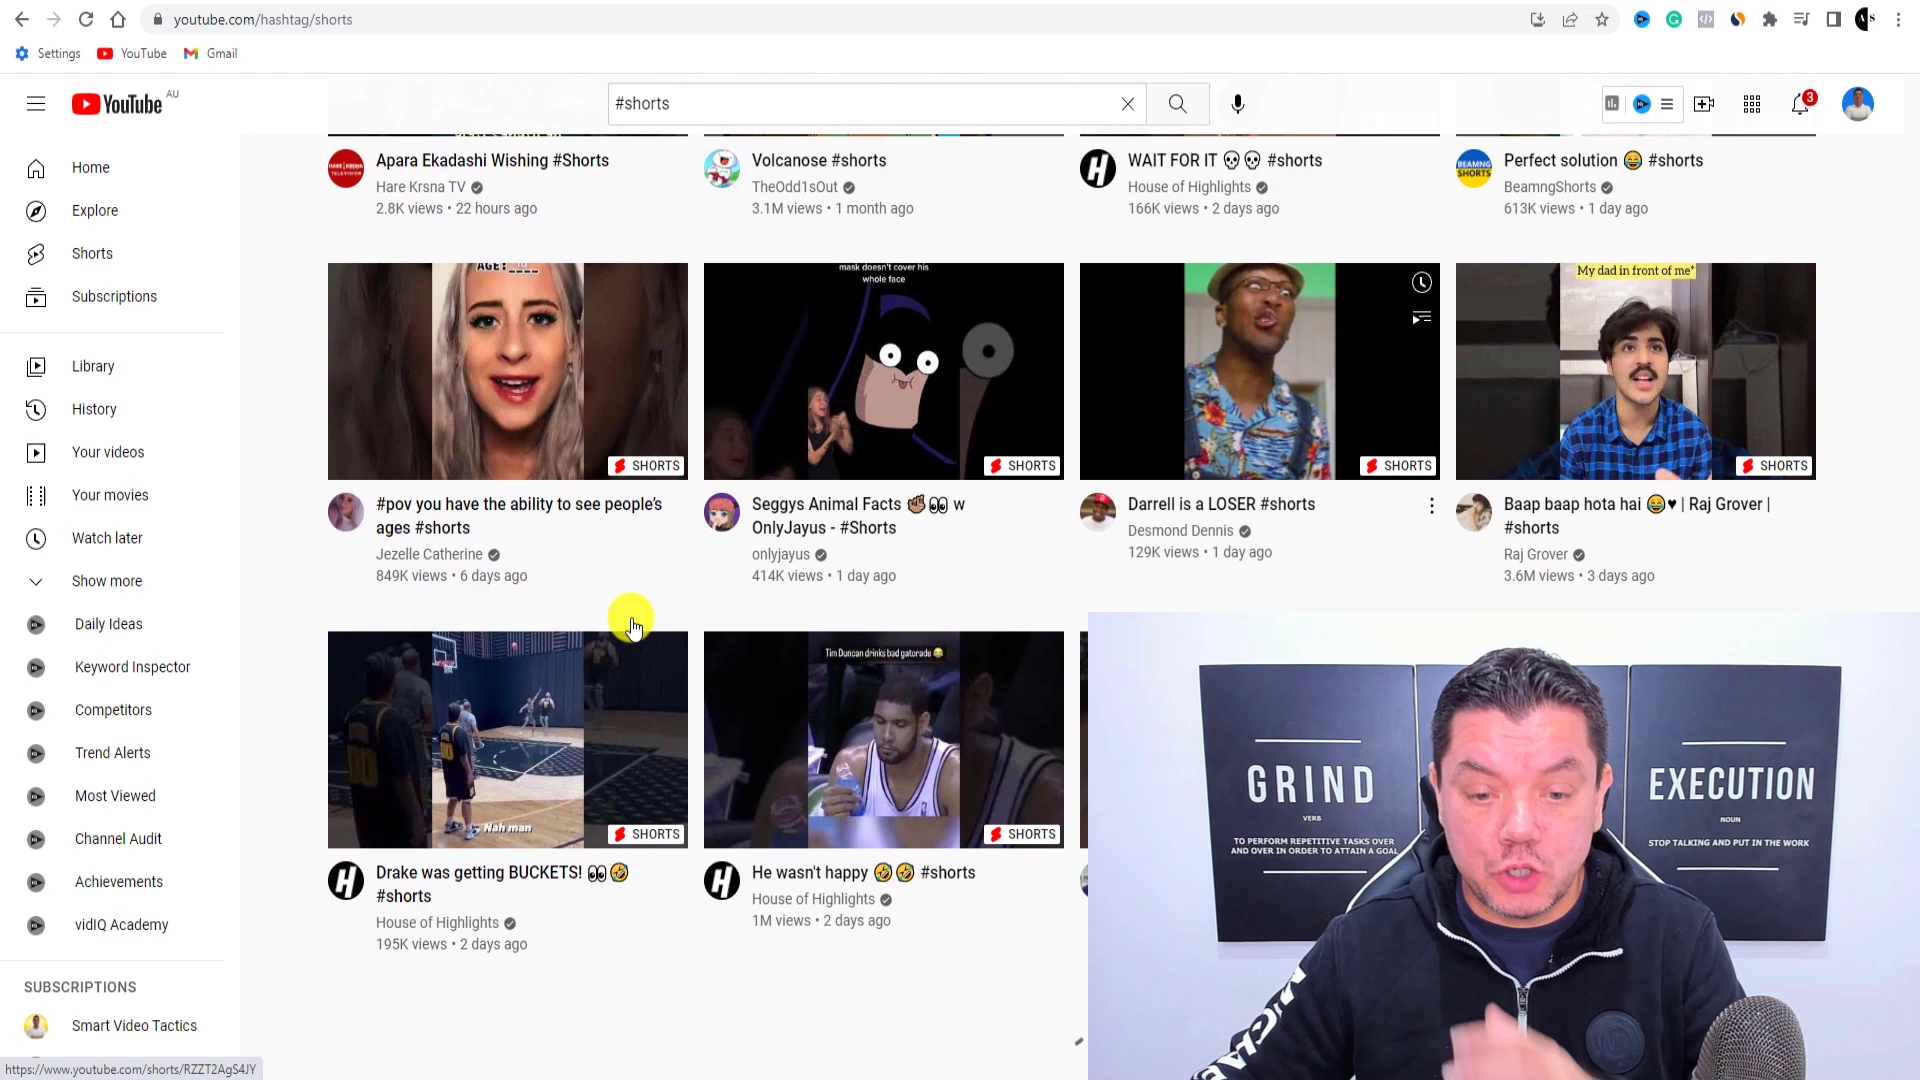 youtube.com/hashtag/shorts
Settings
YouTube
Gmail
YouTube
AU
#shorts
3
Home
Explore
Shorts
Subscriptions
Library
History
Your videos
Your movies
Watch later
Show more
Daily Ideas
Keyword Inspector
Competitors
Trend Alerts
Most Viewed
Channel Audit
Achievements
vidIQ Academy
SUBSCRIPTIONS
Smart Video Tactics
https://www.youtube.com/shorts/RZZT2AgS4JY
Apara Ekadashi Wishing #Shorts
Hare Krsna TV
2.8K views • 22 hours ago
Volcanose #shorts
TheOdd1sOut
3.1M views • 1 month ago
WAIT FOR IT 💀💀 #shorts
House of Highlights
166K views • 2 days ago
BEAMNG
SHORTS
Perfect solution 😂 #shorts
BeamngShorts
613K views • 1 day ago
AGE:____
SHORTS
#pov you have the ability to see people's
ages #shorts
Jezelle Catherine
849K views • 6 days ago
mask doesn't cover his
whole face
SHORTS
Seggys Animal Facts 👀 w
OnlyJayus - #Shorts
onlyjayus
414K views • 1 day ago
SHORTS
Darrell is a LOSER #shorts
Desmond Dennis
129K views • 1 day ago
My dad in front of me*
SHORTS
Baap baap hota hai 😂♥ | Raj Grover |
#shorts
Raj Grover
3.6M views • 3 days ago
Nah man
SHORTS
Drake was getting BUCKETS! 👀🤣
#shorts
House of Highlights
195K views • 2 days ago
Tim Duncan drinks bad gatorade 😂
SHORTS
He wasn't happy 🤣🤣 #shorts
House of Highlights
1M views • 2 days ago
GRIND
VERB
TO PERFORM REPETITIVE TASKS OVER
AND OVER IN ORDER TO ATTAIN A GOAL
EXECUTION
NOUN
STOP TALKING AND PUT IN THE WORK